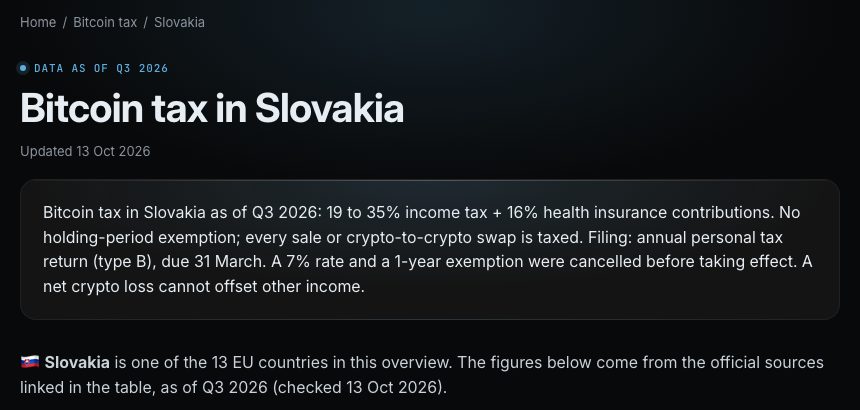 Home / Bitcoin tax / Slovakia
DATA AS OF Q3 2026
Bitcoin tax in Slovakia
Updated 13 Oct 2026
Bitcoin tax in Slovakia as of Q3 2026: 19 to 35% income tax + 16% health insurance contributions. No
holding-period exemption; every sale or crypto-to-crypto swap is taxed. Filing: annual personal tax
return (type B), due 31 March. A 7% rate and a 1-year exemption were cancelled before taking effect. A
net crypto loss cannot offset other income.
🇸🇰 Slovakia is one of the 13 EU countries in this overview. The figures below come from the official sources
linked in the table, as of Q3 2026 (checked 13 Oct 2026).